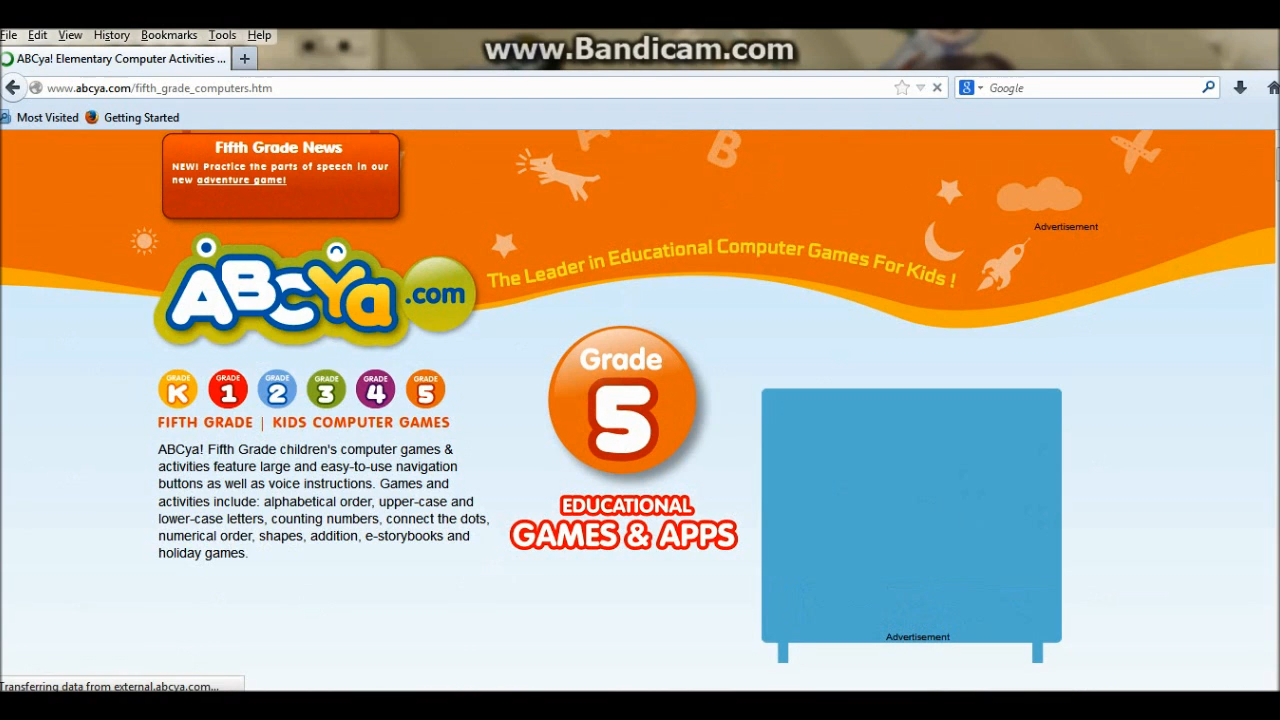 File Edit View History Bookmarks Tools Help
www.Bandicam.com
ABCya! Elementary Computer Activities ...
+
www.abcya.com/fifth_grade_computers.htm
Google
Most Visited Getting Started
Fifth Grade News
NEW! Practice the parts of speech in our
new adventure game!
B
Advertisement
The Leader in Educational Computer Games For Kids !
ABCYa.com
GRADE K GRADE 1 GRADE 2 GRADE 3 GRADE 4 GRADE 5
FIFTH GRADE | KIDS COMPUTER GAMES
ABCya! Fifth Grade children's computer games &
activities feature large and easy-to-use navigation
buttons as well as voice instructions. Games and
activities include: alphabetical order, upper-case and
lower-case letters, counting numbers, connect the dots,
numerical order, shapes, addition, e-storybooks and
holiday games.
Grade
5
EDUCATIONAL
GAMES & APPS
Advertisement
Transferring data from external.abcya.com...